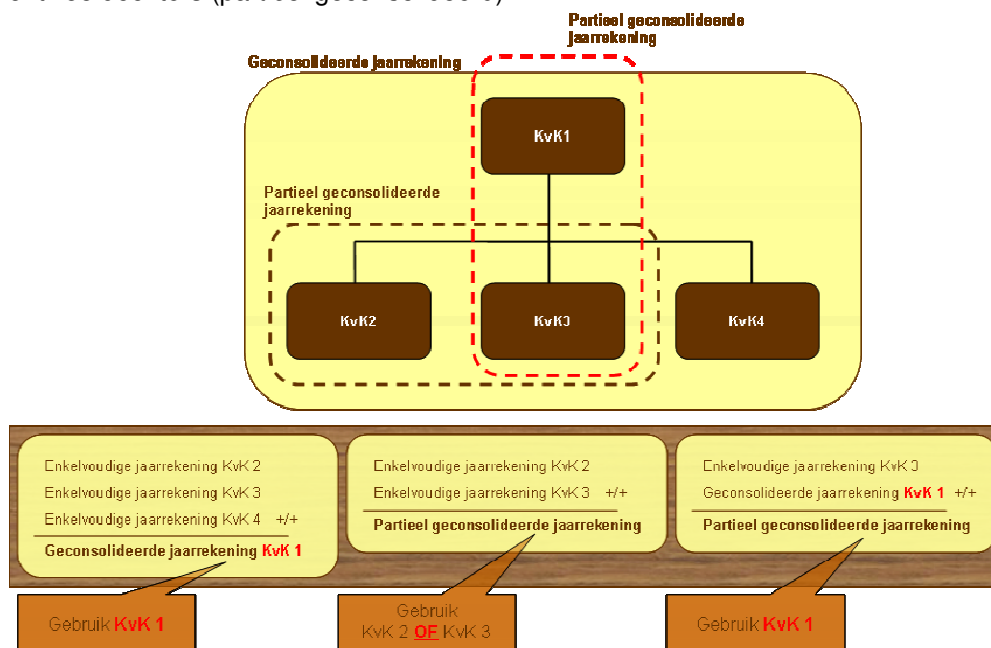 Partieel geconsolideerde
jaarrekening
Geconsolideerde jaarrekening
KvK1
Partieel geconsolideerde
jaarrekening
KvK2
KvK3
KvK4
Enkelvoudige jaarrekening KvK 2
Enkelvoudige jaarrekening KvK 3
Enkelvoudige jaarrekening KvK 4 +/+
Geconsolideerde jaarrekening KvK 1
Enkelvoudige jaarrekening KvK 2
Enkelvoudige jaarrekening KvK 3 +/+
Partieel geconsolideerde jaarrekening
Enkelvoudige jaarrekening KvK 3
Geconsolideerde jaarrekening KvK 1 +/+
Partieel geconsolideerde jaarrekening
Gebruik KvK 1
Gebruik
KvK 2 OF KvK 3
Gebruik KvK 1